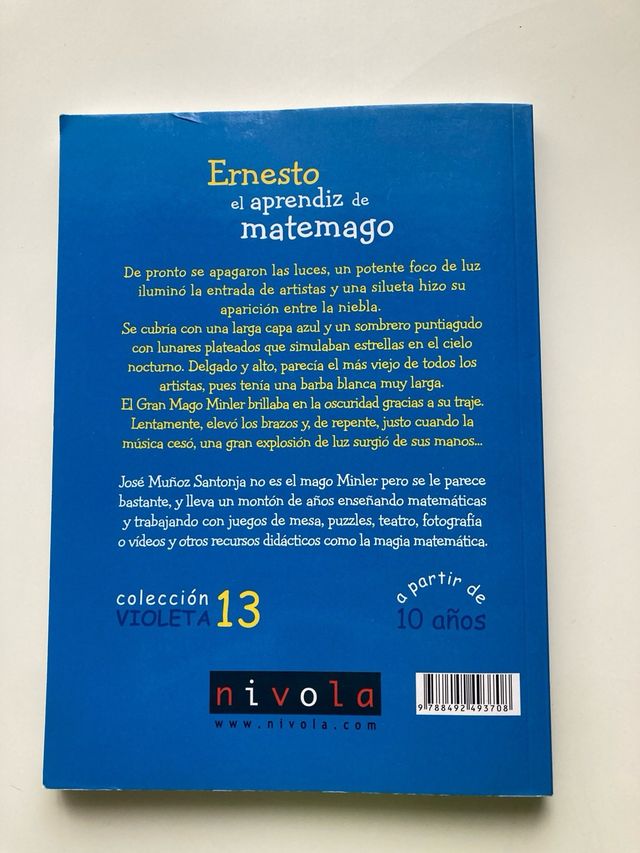 Ernesto
el aprendiz de
matemago
De pronto se apagaron las luces, un potente foco de luz
iluminó la entrada de artistas y una silueta hizo su
aparición entre la niebla.
Se cubría con una larga capa azul y un sombrero puntiagudo
con lunares plateados que simulaban estrellas en el cielo
nocturno. Delgado y alto, parecía el más viejo de todos los
artistas, pues tenía una barba blanca muy larga.
El Gran Mago Minler brillaba en la oscuridad gracias a su traje.
Lentamente, elevó los brazos y, de repente, justo cuando la
música cesó, una gran explosión de luz surgió de sus manos...
José Muñoz Santonja no es el mago Minler pero se le parece
bastante, y lleva un montón de años enseñando matemáticas
y trabajando con juegos de mesa, puzzles, teatro, fotografía
o vídeos y otros recursos didácticos como la magia matemática.
colección
VIOLETA 13
a partir de
10 años
nivola
www.nivola.com
9 788492 493708